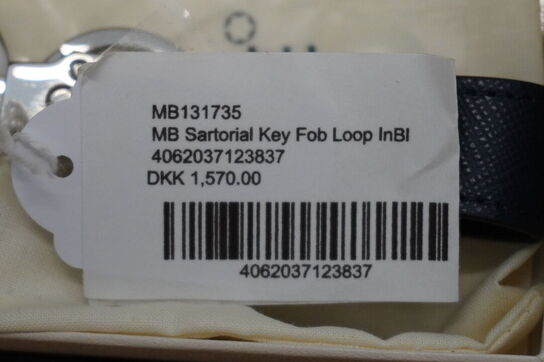 MB131735
MB Sartorial Key Fob Loop InBl
4062037123837
DKK 1,570.00
4062037123837